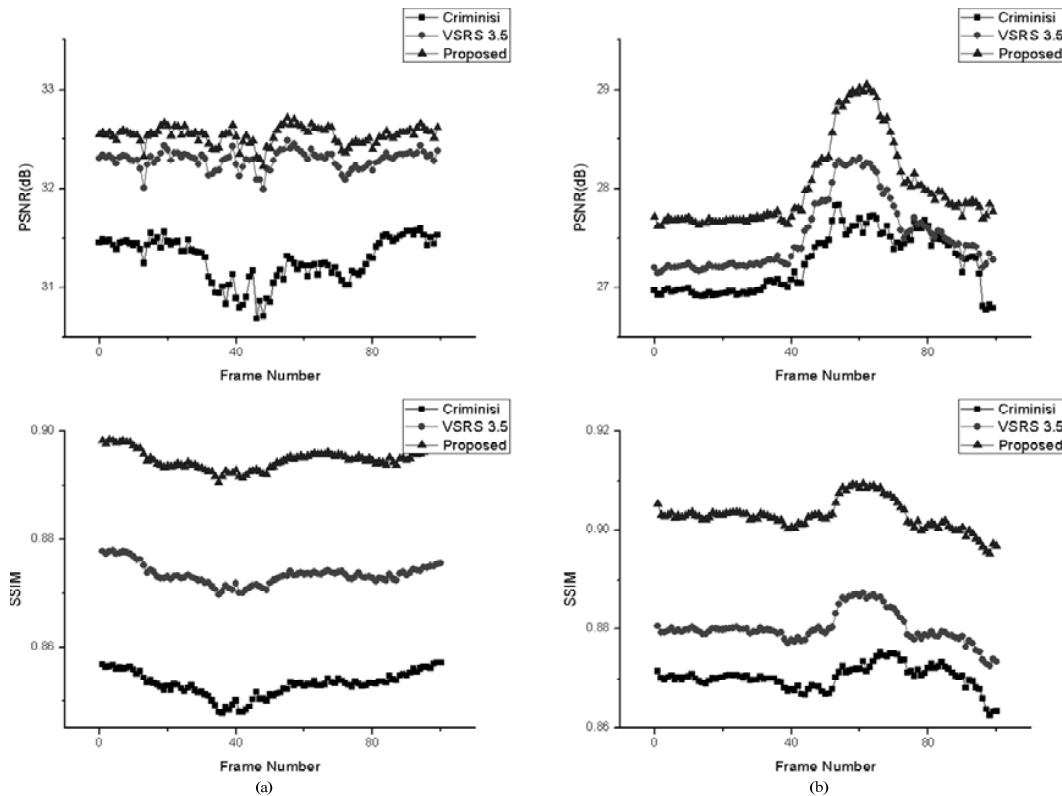 Criminisi
VSRS 3.5
Proposed
33
32
31
PSNR(dB)
0
40
80
Frame Number
Criminisi
VSRS 3.5
Proposed
29
28
27
PSNR(dB)
0
40
80
Frame Number
Criminisi
VSRS 3.5
Proposed
0.90
0.88
0.86
SSIM
0
40
80
Frame Number
(a)
Criminisi
VSRS 3.5
Proposed
0.92
0.90
0.88
0.86
SSIM
0
40
80
Frame Number
(b)